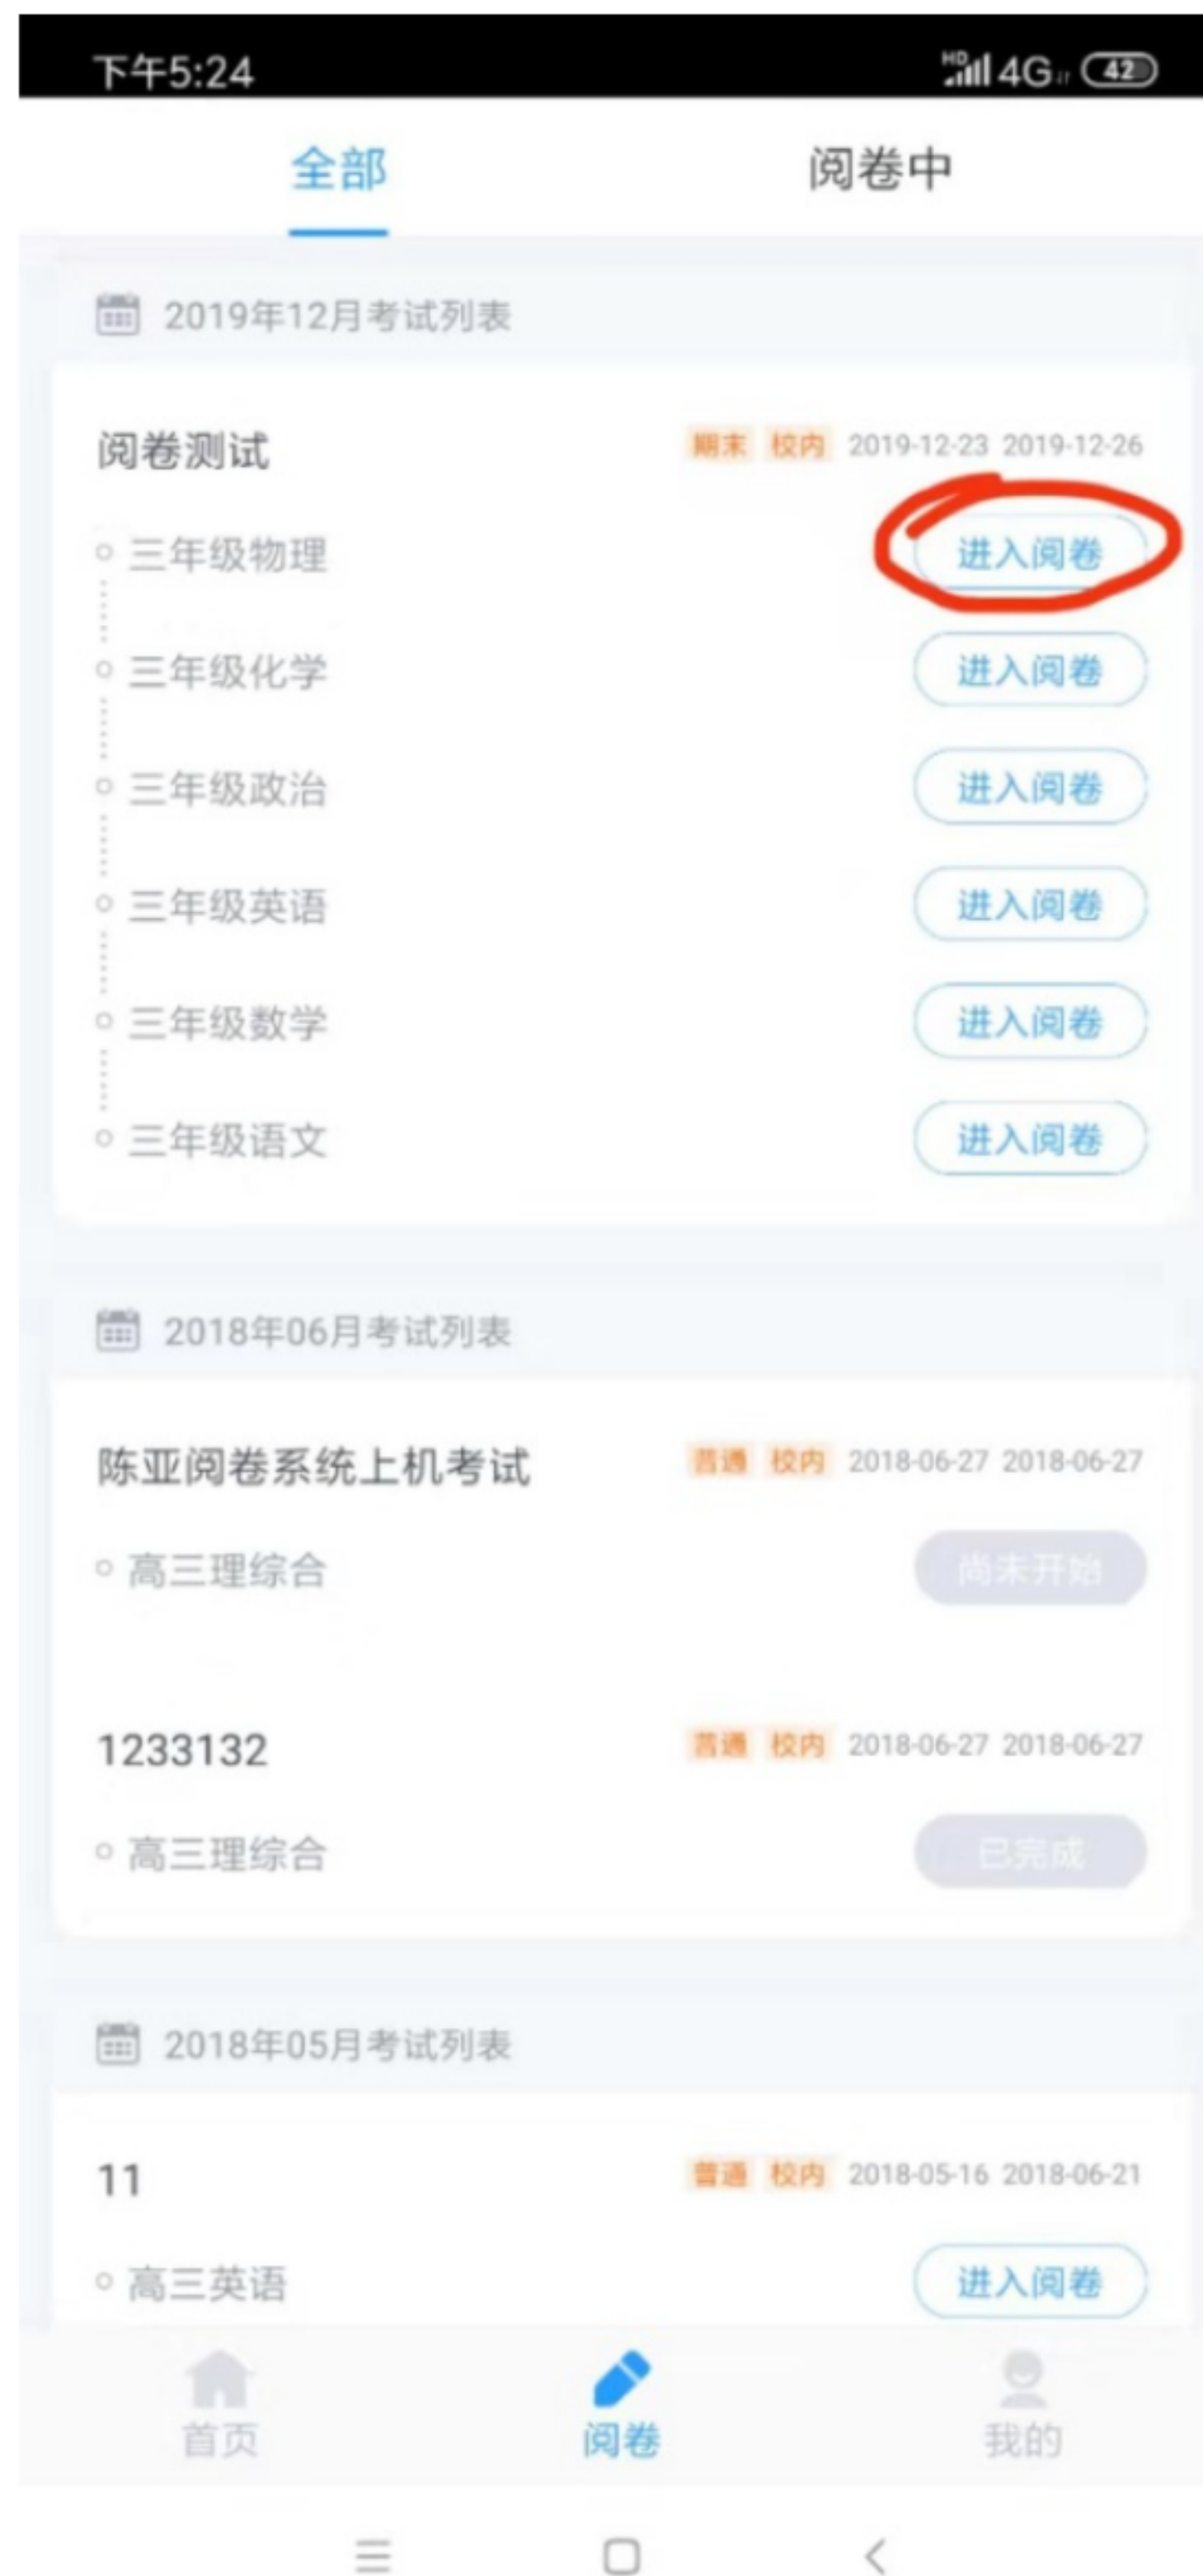 下午5:24 HD 4G 42
全部 阅卷中
2019年12月考试列表
阅卷测试 期末 校内 2019-12-23 2019-12-26
三年级物理 进入阅卷
三年级化学 进入阅卷
三年级政治 进入阅卷
三年级英语 进入阅卷
三年级数学 进入阅卷
三年级语文 进入阅卷
2018年06月考试列表
陈亚阅卷系统上机考试 普通 校内 2018-06-27 2018-06-27
高三理综合 尚未开始
1233132 普通 校内 2018-06-27 2018-06-27
高三理综合 已完成
2018年05月考试列表
11 普通 校内 2018-05-16 2018-06-21
高三英语 进入阅卷
首页 阅卷 我的